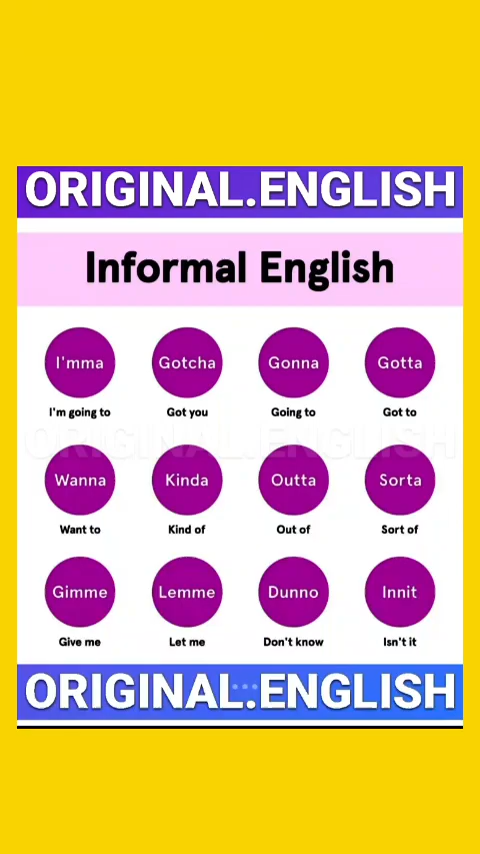 ORIGINAL.ENGLISH
Informal English
I'mma Gotcha Gonna Gotta
I'm going to Got you Going to Got to
ORIGINAL.ENGLISH
Wanna Kinda Outta Sorta
Want to Kind of Out of Sort of
Gimme Lemme Dunno Innit
Give me Let me Don't know Isn't it
ORIGINAL.ENGLISH